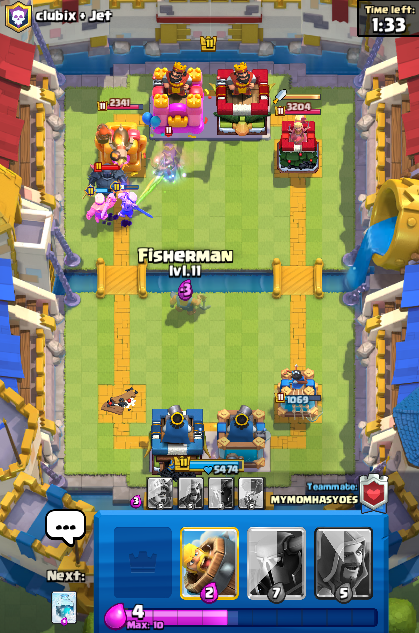 Clubix + Jet
Time left:
1:33
2341
3204
Fisherman
lvl.11
3
1069
5474
Teammate:
MYMOMHASYOES
3
...
Next:
2
7
5
4
Max: 10